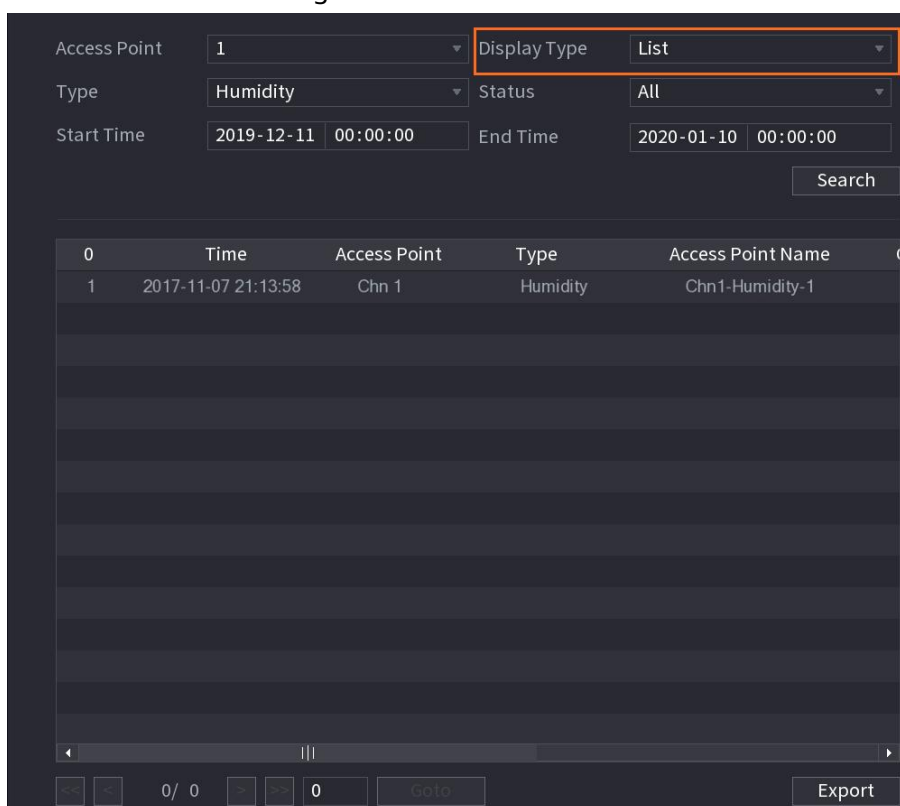 Access Point 1 Display Type List
Type Humidity Status All
Start Time 2019-12-11 00:00:00 End Time 2020-01-10 00:00:00
Search
0 Time Access Point Type Access Point Name
1 2017-11-07 21:13:58 Chn 1 Humidity Chn1-Humidity-1
<< < 0/ 0 > >> 0 Goto Export